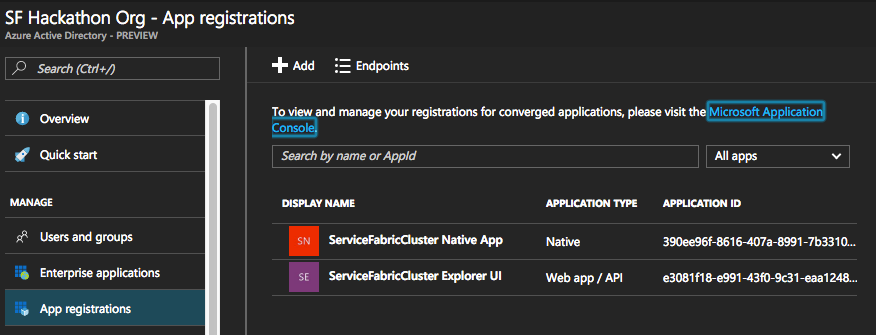 SF Hackathon Org - App registrations
Azure Active Directory - PREVIEW
Search (Ctrl+/)
Overview
Quick start
MANAGE
Users and groups
Enterprise applications
App registrations
Add Endpoints
To view and manage your registrations for converged applications, please visit the Microsoft Application
Console.
Search by name or AppId All apps
DISPLAY NAME APPLICATION TYPE APPLICATION ID
SN ServiceFabricCluster Native App Native 390ee96f-8616-407a-8991-7b3310...
SE ServiceFabricCluster Explorer UI Web app / API e3081f18-e991-43f0-9c31-eaa1248...